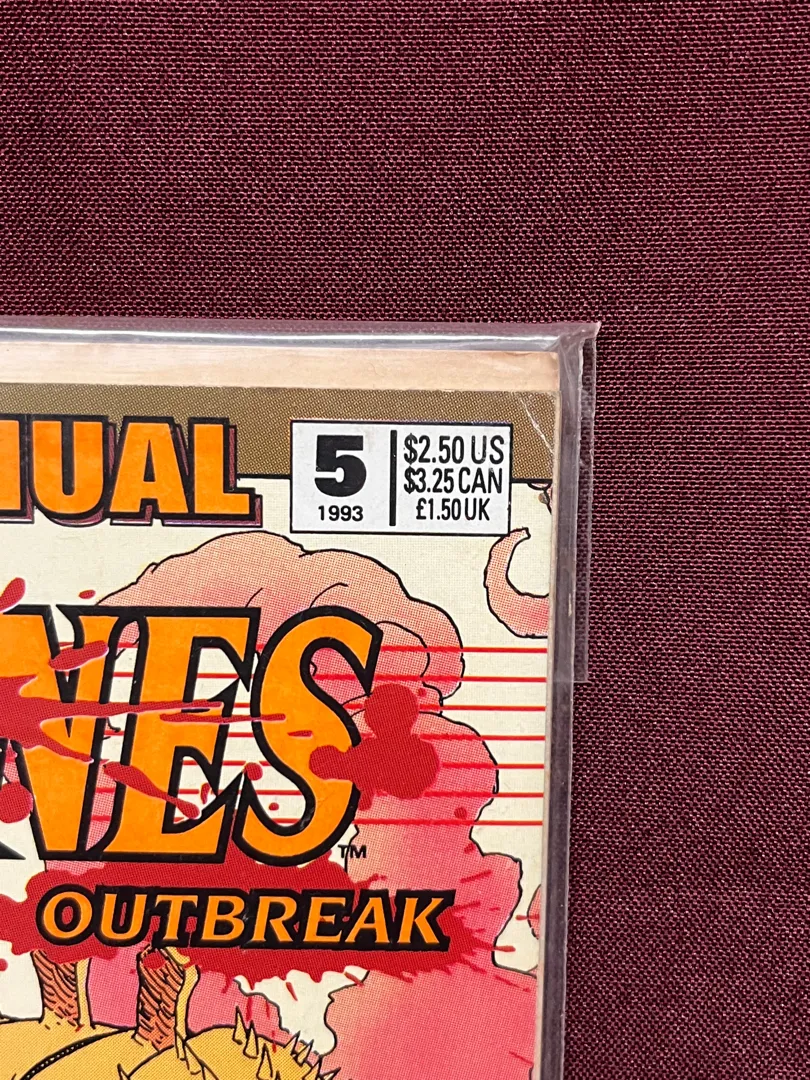 NUAL
5
1993
$2.50 US
$3.25 CAN
£1.50 UK
NES
™
OUTBREAK